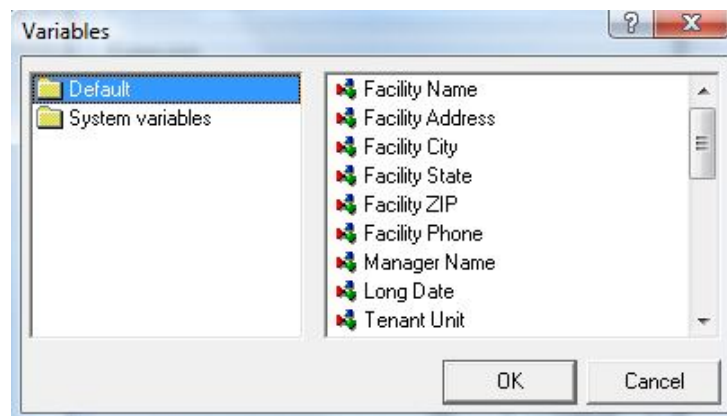 Variables
Default
System variables
Facility Name
Facility Address
Facility City
Facility State
Facility ZIP
Facility Phone
Manager Name
Long Date
Tenant Unit
OK
Cancel